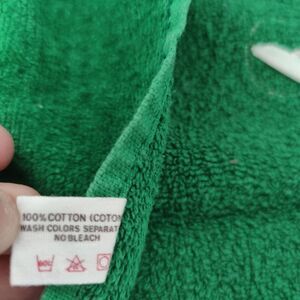 100% COTTON (COTON
WASH COLORS SEPARAT
NO BLEACH